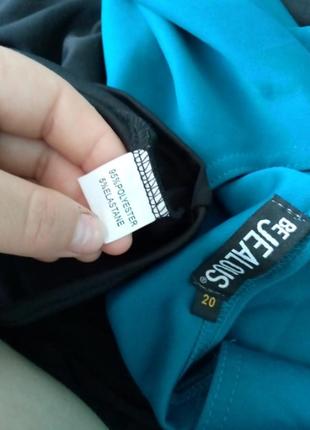 95%POLYESTER
5%ELASTANE
BE
JEALOUS®
20